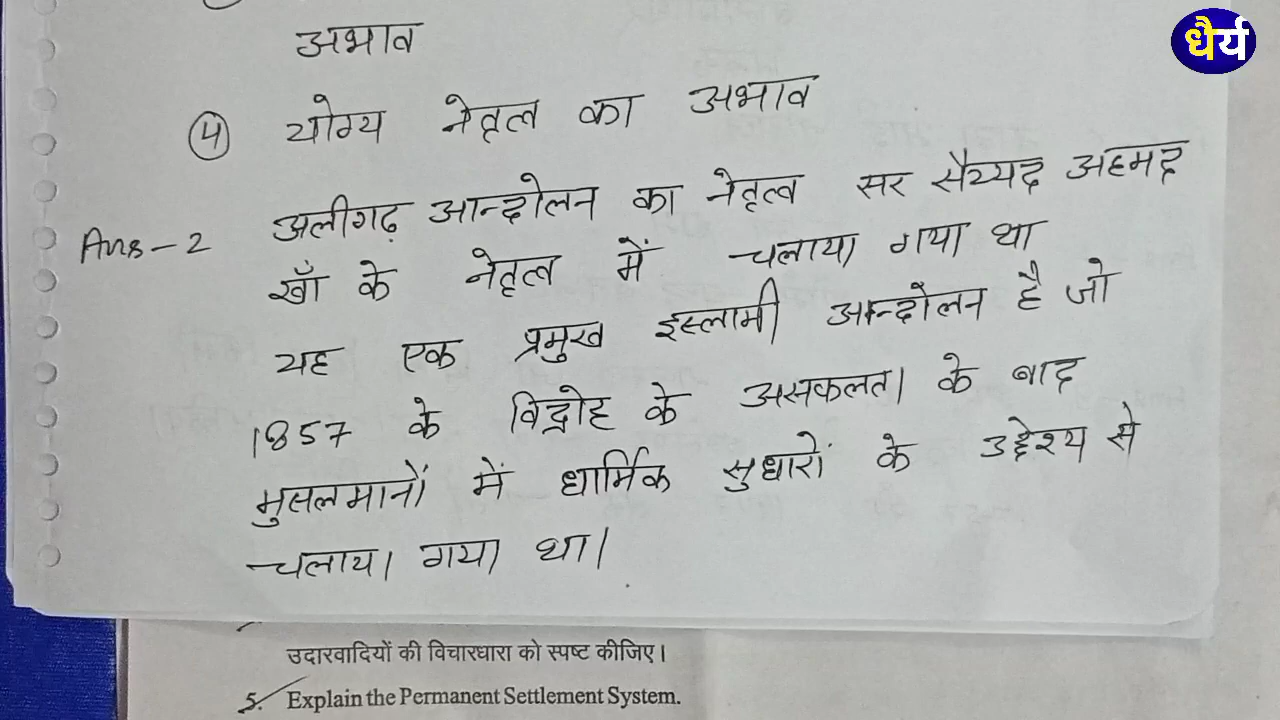 धैर्य
अभाव
④ योग्य नेतृत्व का अभाव
Ans-2 अलीगढ़ आन्दोलन का नेतृत्व सर सैय्यद अहमद
खाँ के नेतृत्व में चलाया गया था
यह एक प्रमुख इस्लामी आन्दोलन है जो
1857 के विद्रोह के असफलता के बाद
मुसलमानों में धार्मिक सुधारों के उद्देश्य से
चलाया गया था।
उदारवादियों की विचारधारा को स्पष्ट कीजिए।
5. Explain the Permanent Settlement System.